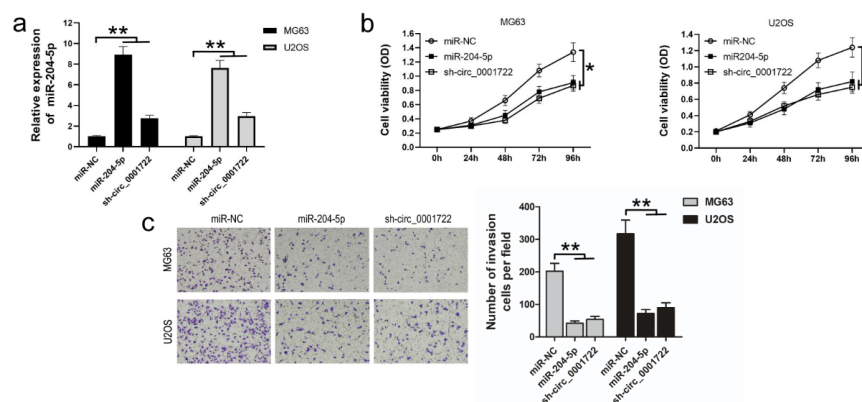 a
Relative expression
of miR-204-5p
10
8
6
4
2
0
**
**
MG63
U2OS
miR-NC
miR-204-5p
sh-circ_0001722
miR-NC
miR-204-5p
sh-circ_0001722
b
MG63
Cell viability (OD)
1.6
1.4
1.2
1.0
0.8
0.6
0.4
0.2
0.0
miR-NC
miR204-5p
sh-circ_0001722
*
0h 24h 48h 72h 96h
U2OS
Cell viability (OD)
1.4
1.2
1.0
0.8
0.6
0.4
0.2
0.0
miR-NC
miR-204-5p
sh-circ_0001722
0h 24h 48h 72h 96h
c
miR-NC miR-204-5p sh-circ_0001722
MG63
U2OS
Number of invasion
cells per field
400
300
200
100
0
**
**
MG63
U2OS
miR-NC
miR-204-5p
sh-circ_0001722
miR-NC
miR-204-5p
sh-circ_0001722